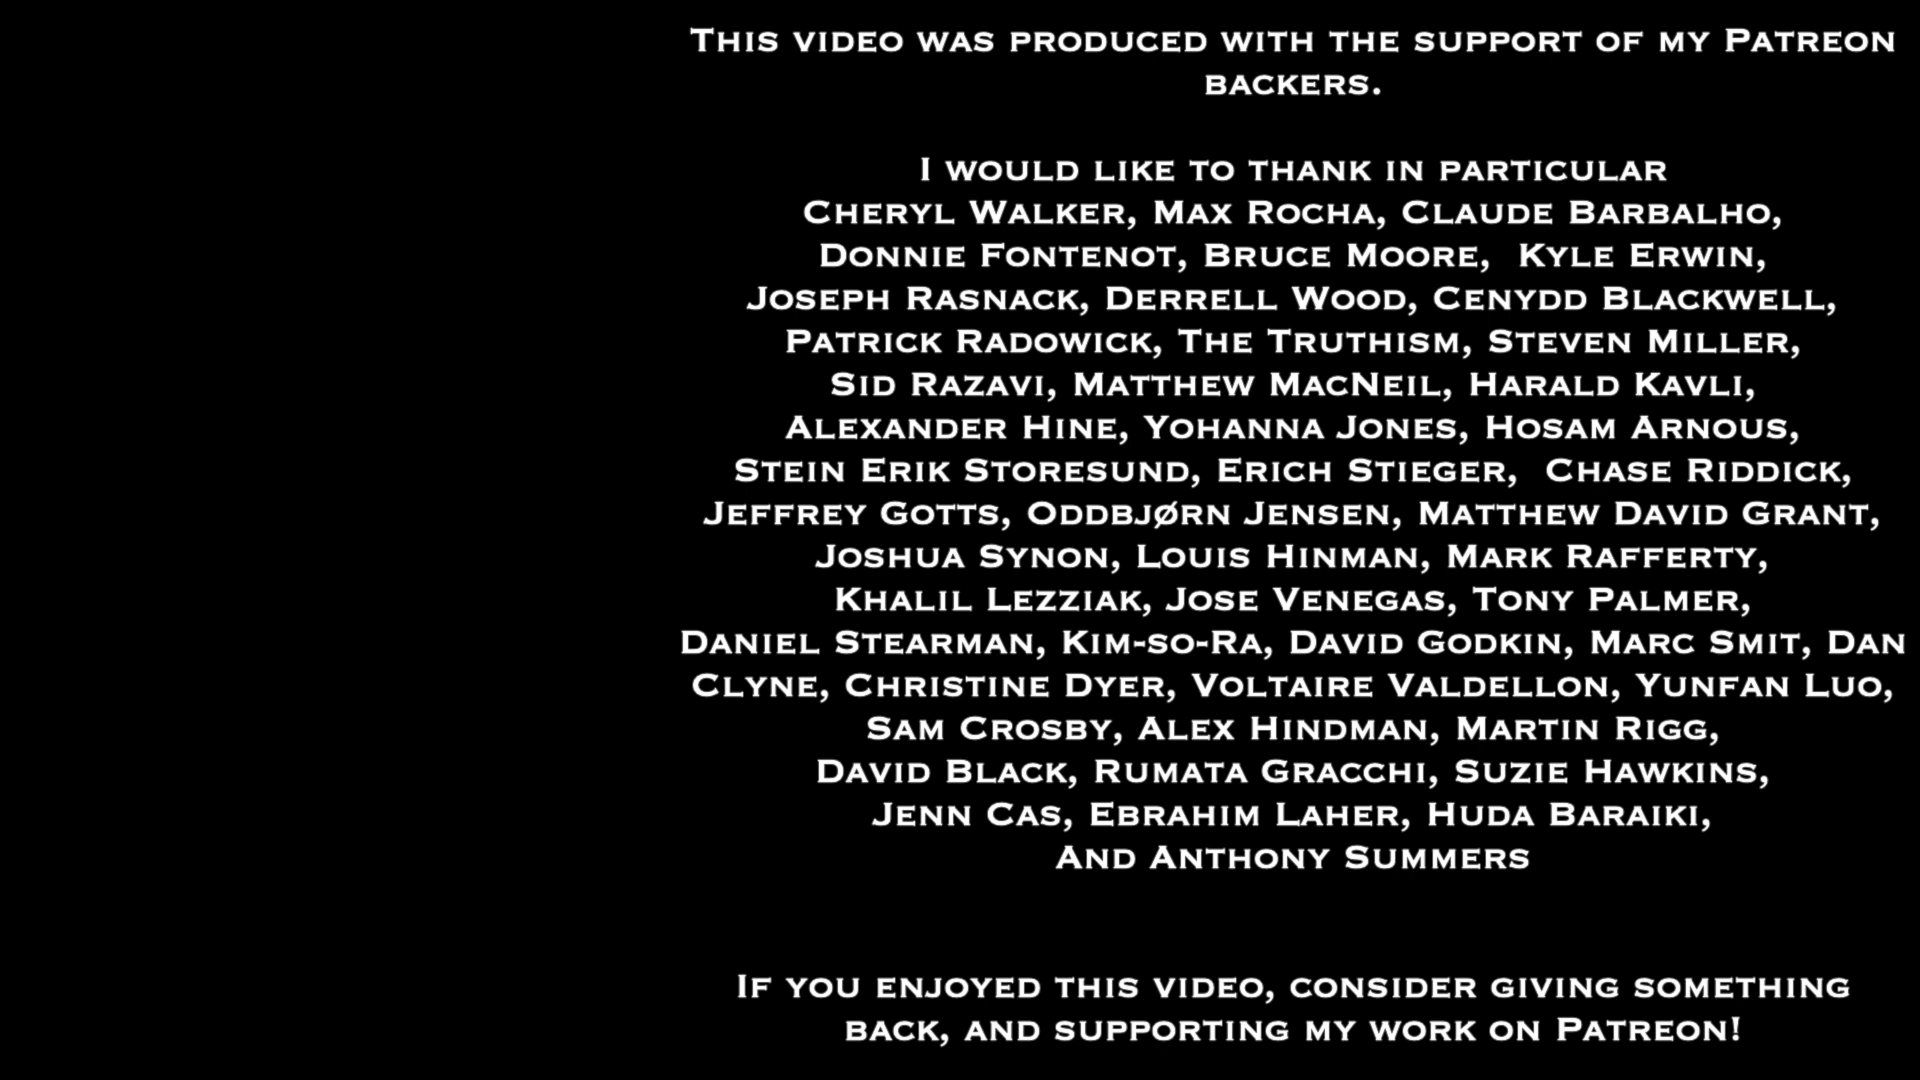 This video was produced with the support of my Patreon
backers.
I would like to thank in particular
Cheryl Walker, Max Rocha, Claude Barbalho,
Donnie Fontenot, Bruce Moore,  Kyle Erwin,
Joseph Rasnack, Derrell Wood, Cenydd Blackwell,
Patrick Radowick, The Truthism, Steven Miller,
Sid Razavi, Matthew MacNeil, Harald Kavli,
Alexander Hine, Yohanna Jones, Hosam Arnous,
Stein Erik Storesund, Erich Stieger,  Chase Riddick,
Jeffrey Gotts, Oddbjørn Jensen, Matthew David Grant,
Joshua Synon, Louis Hinman, Mark Rafferty,
Khalil Lezziak, Jose Venegas, Tony Palmer,
Daniel Stearman, Kim-so-Ra, David Godkin, Marc Smit, Dan
Clyne, Christine Dyer, Voltaire Valdellon, Yunfan Luo,
Sam Crosby, Alex Hindman, Martin Rigg,
David Black, Rumata Gracchi, Suzie Hawkins,
Jenn Cas, Ebrahim Laher, Huda Baraiki,
And Anthony Summers
If you enjoyed this video, consider giving something
back, and supporting my work on Patreon!